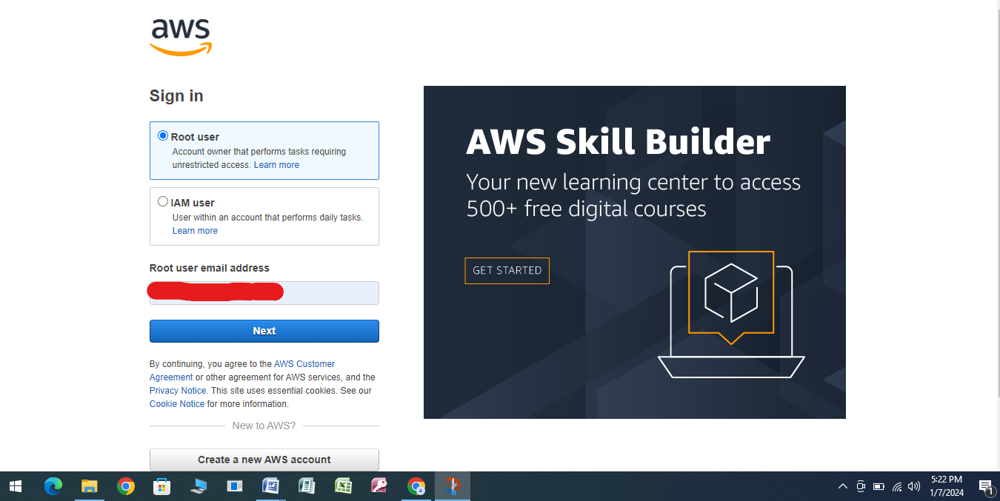 aws
Sign in
Root user
Account owner that performs tasks requiring
unrestricted access. Learn more
IAM user
User within an account that performs daily tasks.
Learn more
Root user email address
Next
By continuing, you agree to the AWS Customer
Agreement or other agreement for AWS services, and the
Privacy Notice. This site uses essential cookies. See our
Cookie Notice for more information.
New to AWS?
Create a new AWS account
AWS Skill Builder
Your new learning center to access
500+ free digital courses
GET STARTED
5:22 PM
1/7/2024
1